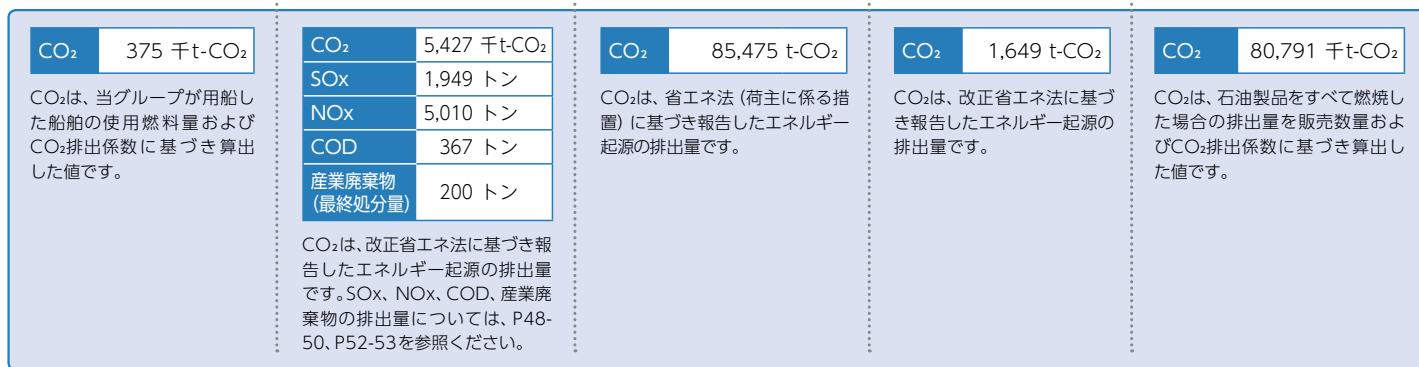 CO₂ 375 千t-CO₂
CO₂は、当グループが用船し
た船舶の使用燃料量および
CO₂排出係数に基づき算出
した値です。
CO₂ 5,427 千t-CO₂
SOx 1,949 トン
NOx 5,010 トン
COD 367 トン
産業廃棄物
(最終処分量) 200 トン
CO₂は、改正省エネ法に基づき報
告したエネルギー起源の排出量
です。SOx、NOx、COD、産業廃
棄物の排出量については、P48-
50、P52-53を参照ください。
CO₂ 85,475 t-CO₂
CO₂は、省エネ法（荷主に係る措
置）に基づき報告したエネルギー
起源の排出量です。
CO₂ 1,649 t-CO₂
CO₂は、改正省エネ法に基づ
き報告したエネルギー起源の
排出量です。
CO₂ 80,791 千t-CO₂
CO₂は、石油製品をすべて燃焼し
た場合の排出量を販売数量およ
びCO₂排出係数に基づき算出し
た値です。